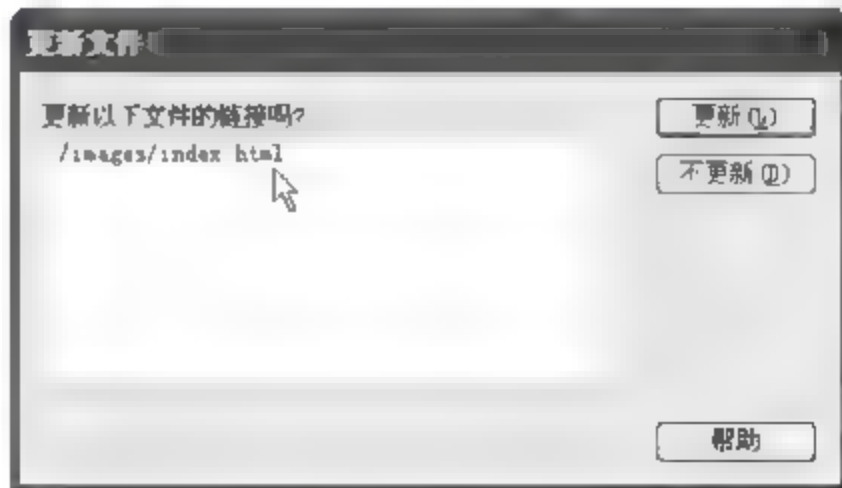 更新文件
更新以下文件的链接吗?
/images/index html
更新(U)
不更新(D)
帮助